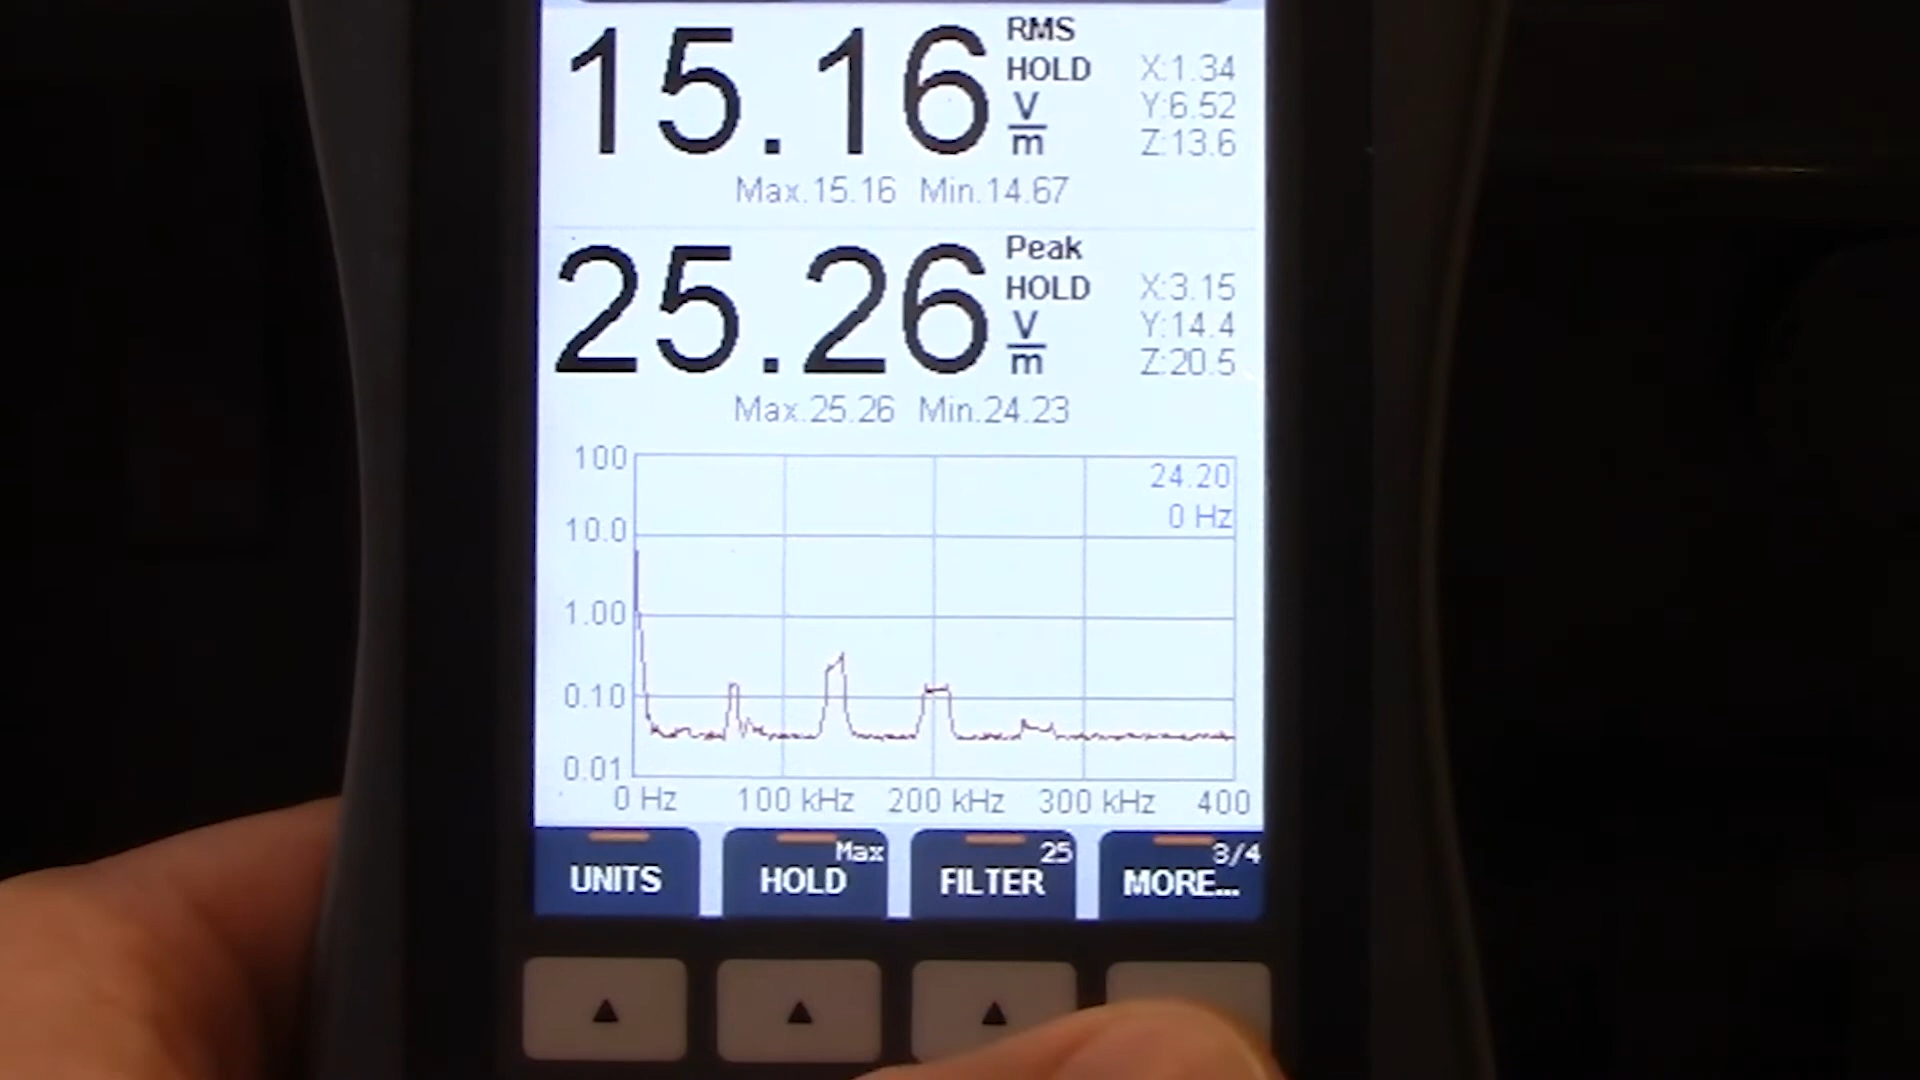 15.16 RMS HOLD V/m
X:1.34
Y:6.52
Z:13.6
Max.15.16 Min.14.67
25.26 Peak HOLD V/m
X:3.15
Y:14.4
Z:20.5
Max.25.26 Min.24.23
24.20
0 Hz
100
10.0
1.00
0.10
0.01
0 Hz 100 kHz 200 kHz 300 kHz 400
UNITS
HOLD Max
FILTER 25
MORE... 3/4